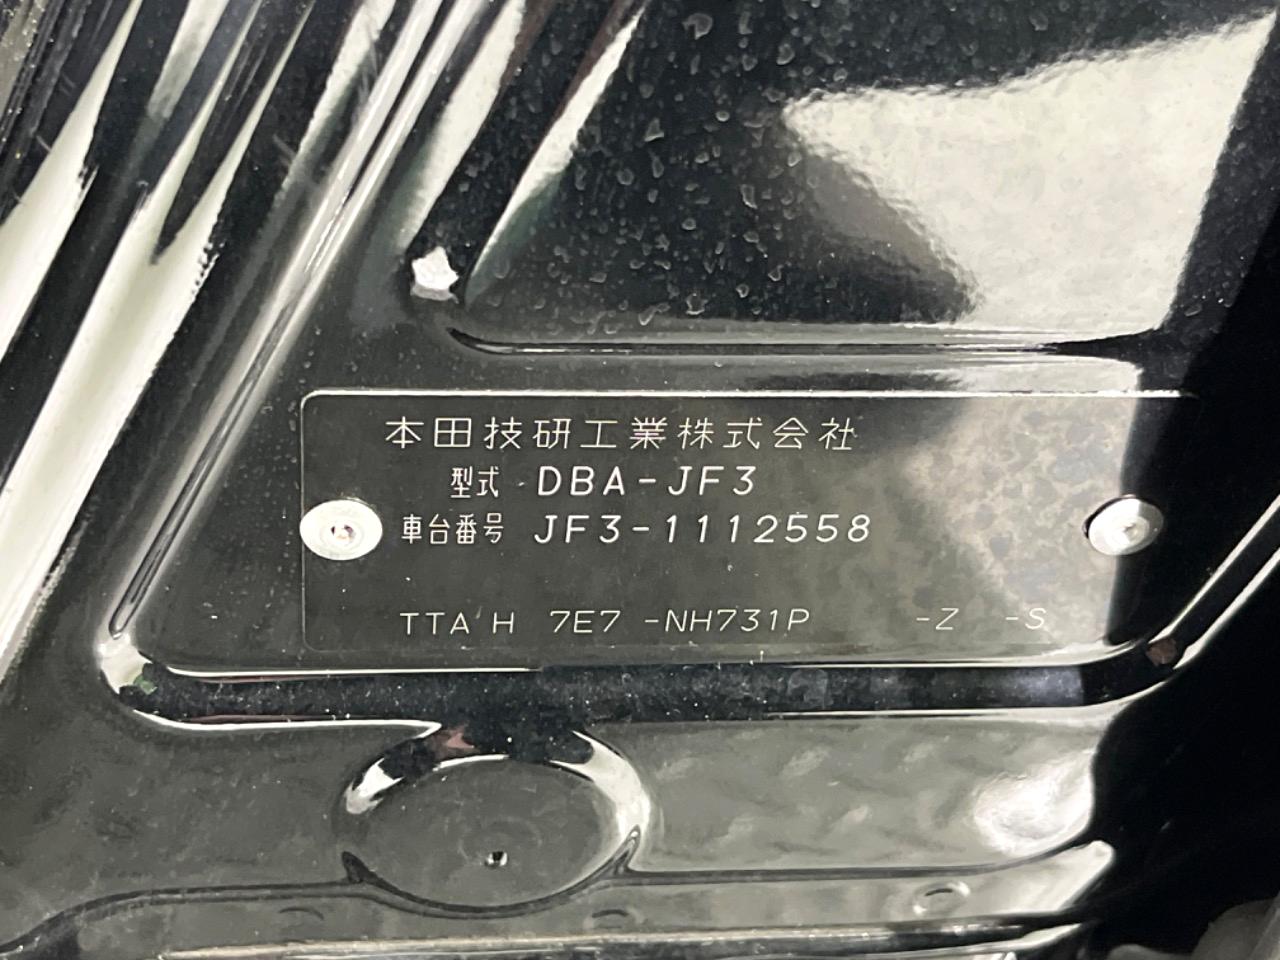 本田技研工業株式会社
型式 DBA-JF3
車台番号 JF3-1112558
TTA H 7E7 -NH731P -Z -S